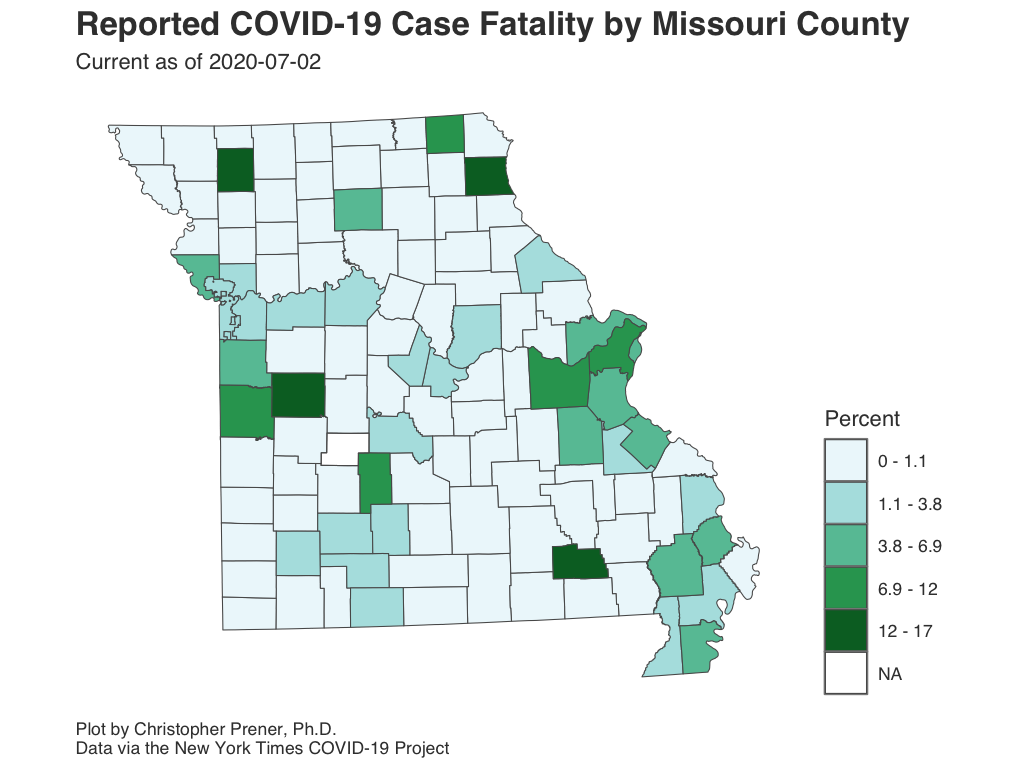 Reported COVID-19 Case Fatality by Missouri County
Current as of 2020-07-02
Percent
0 - 1.1
1.1 - 3.8
3.8 - 6.9
6.9 - 12
12 - 17
NA
Plot by Christopher Prener, Ph.D.
Data via the New York Times COVID-19 Project